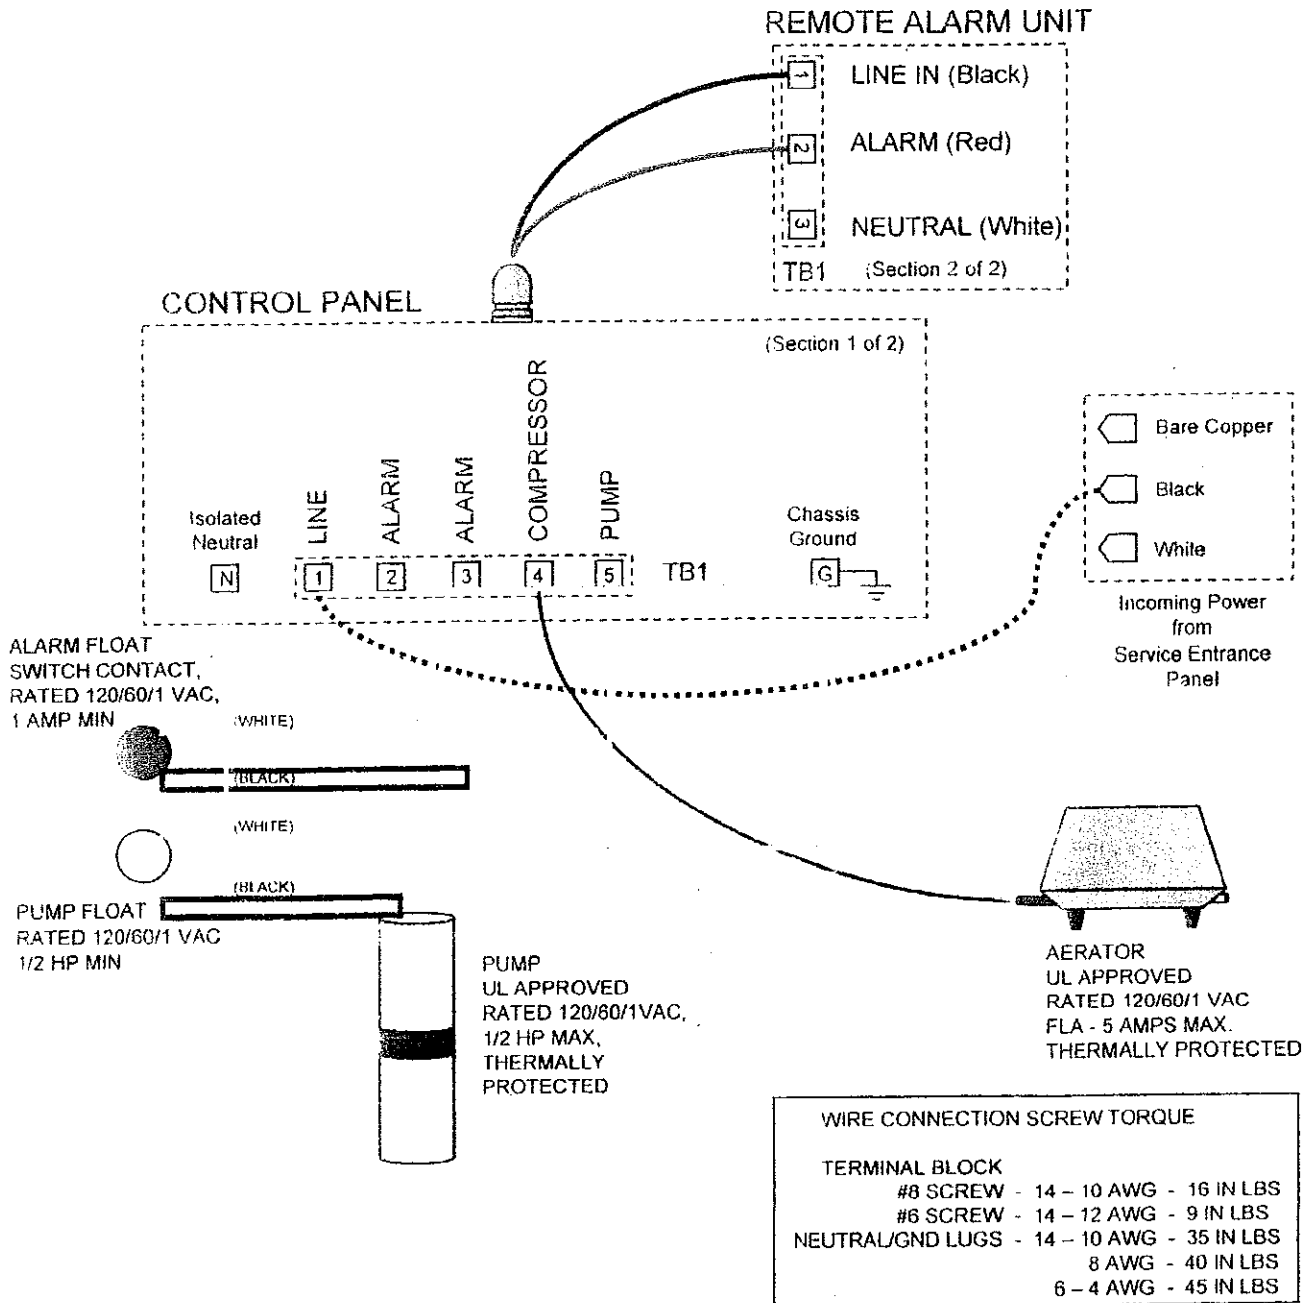 REMOTE ALARM UNIT
1 LINE IN (Black)
2 ALARM (Red)
3 NEUTRAL (White)
TB1 (Section 2 of 2)
CONTROL PANEL
(Section 1 of 2)
Isolated
Neutral
LINE
ALARM
ALARM
COMPRESSOR
PUMP
Chassis
Ground
N 1 2 3 4 5 TB1 G
Bare Copper
Black
White
Incoming Power
from
Service Entrance
Panel
ALARM FLOAT
SWITCH CONTACT,
RATED 120/60/1 VAC,
1 AMP MIN
(WHITE)
(BLACK)
(WHITE)
(BLACK)
PUMP FLOAT
RATED 120/60/1 VAC
1/2 HP MIN
PUMP
UL APPROVED
RATED 120/60/1VAC,
1/2 HP MAX,
THERMALLY
PROTECTED
AERATOR
UL APPROVED
RATED 120/60/1 VAC
FLA - 5 AMPS MAX.
THERMALLY PROTECTED
WIRE CONNECTION SCREW TORQUE
TERMINAL BLOCK
#8 SCREW - 14 – 10 AWG - 16 IN LBS
#6 SCREW - 14 – 12 AWG - 9 IN LBS
NEUTRAL/GND LUGS - 14 – 10 AWG - 35 IN LBS
8 AWG - 40 IN LBS
6 – 4 AWG - 45 IN LBS